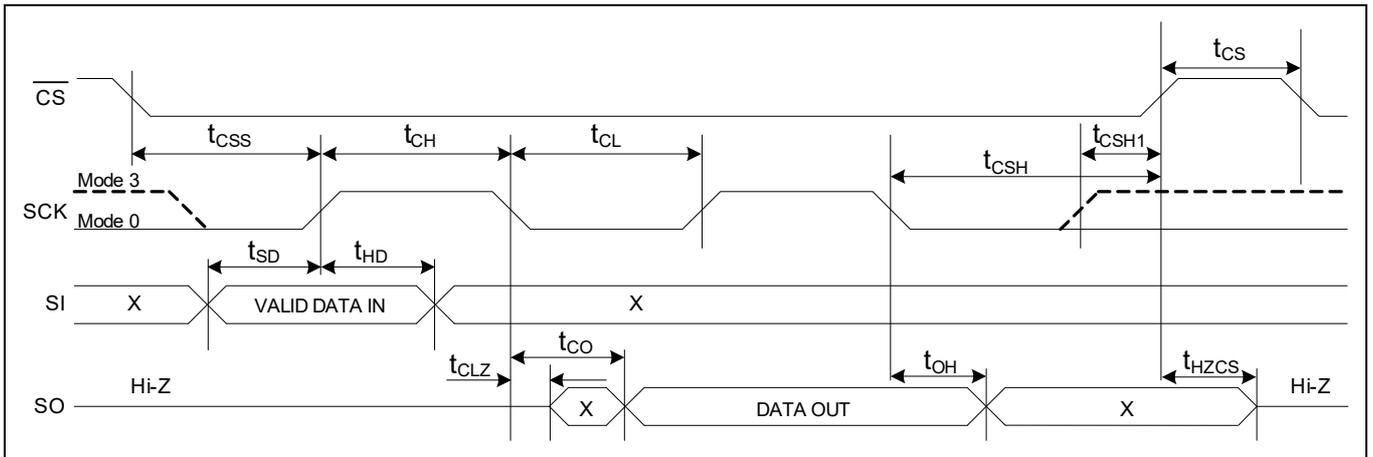 tCS
CS
tCSS
tCH
tCL
tCSH1
tCSH
Mode 3
SCK
Mode 0
tSD
tHD
SI
X
VALID DATA IN
X
tCO
tCLZ
tOH
tHZCS
Hi-Z
Hi-Z
SO
X
DATA OUT
X